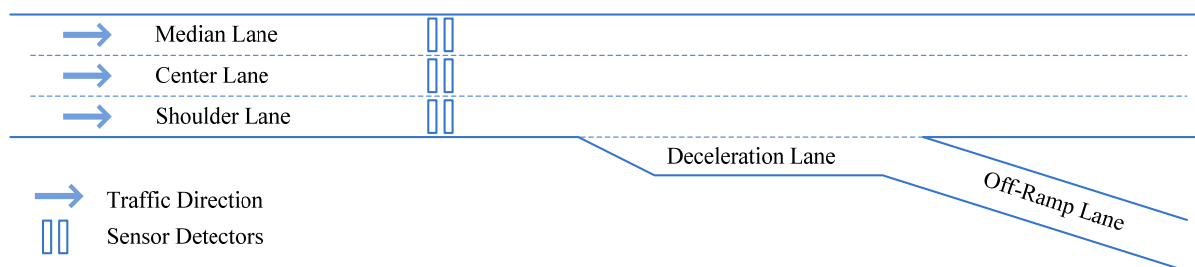 Median Lane
Center Lane
Shoulder Lane
Deceleration Lane
Off-Ramp Lane
Traffic Direction
Sensor Detectors